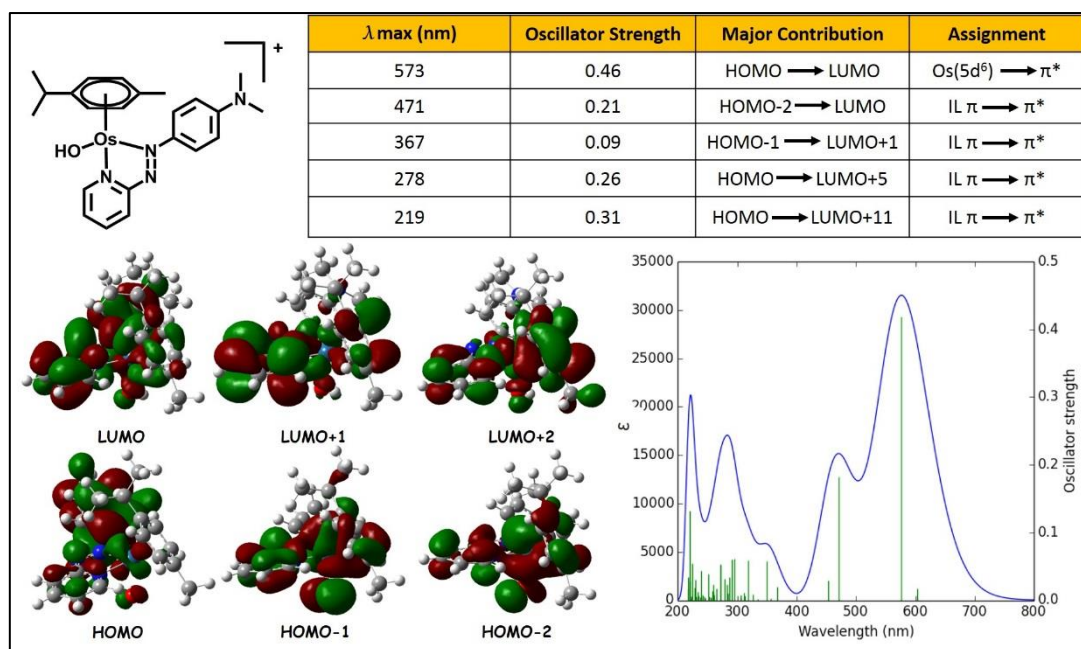 +
N
Os
HO
N
N
N
λ max (nm) Oscillator Strength Major Contribution Assignment
573 0.46 HOMO → LUMO Os(5d⁶) → π*
471 0.21 HOMO-2 → LUMO IL π → π*
367 0.09 HOMO-1 → LUMO+1 IL π → π*
278 0.26 HOMO → LUMO+5 IL π → π*
219 0.31 HOMO → LUMO+11 IL π → π*
LUMO LUMO+1 LUMO+2
HOMO HOMO-1 HOMO-2
35000
30000
25000
20000
15000
10000
5000
0
ε
0.5
0.4
0.3
0.2
0.1
0.0
Oscillator strength
200 300 400 500 600 700 800
Wavelength (nm)